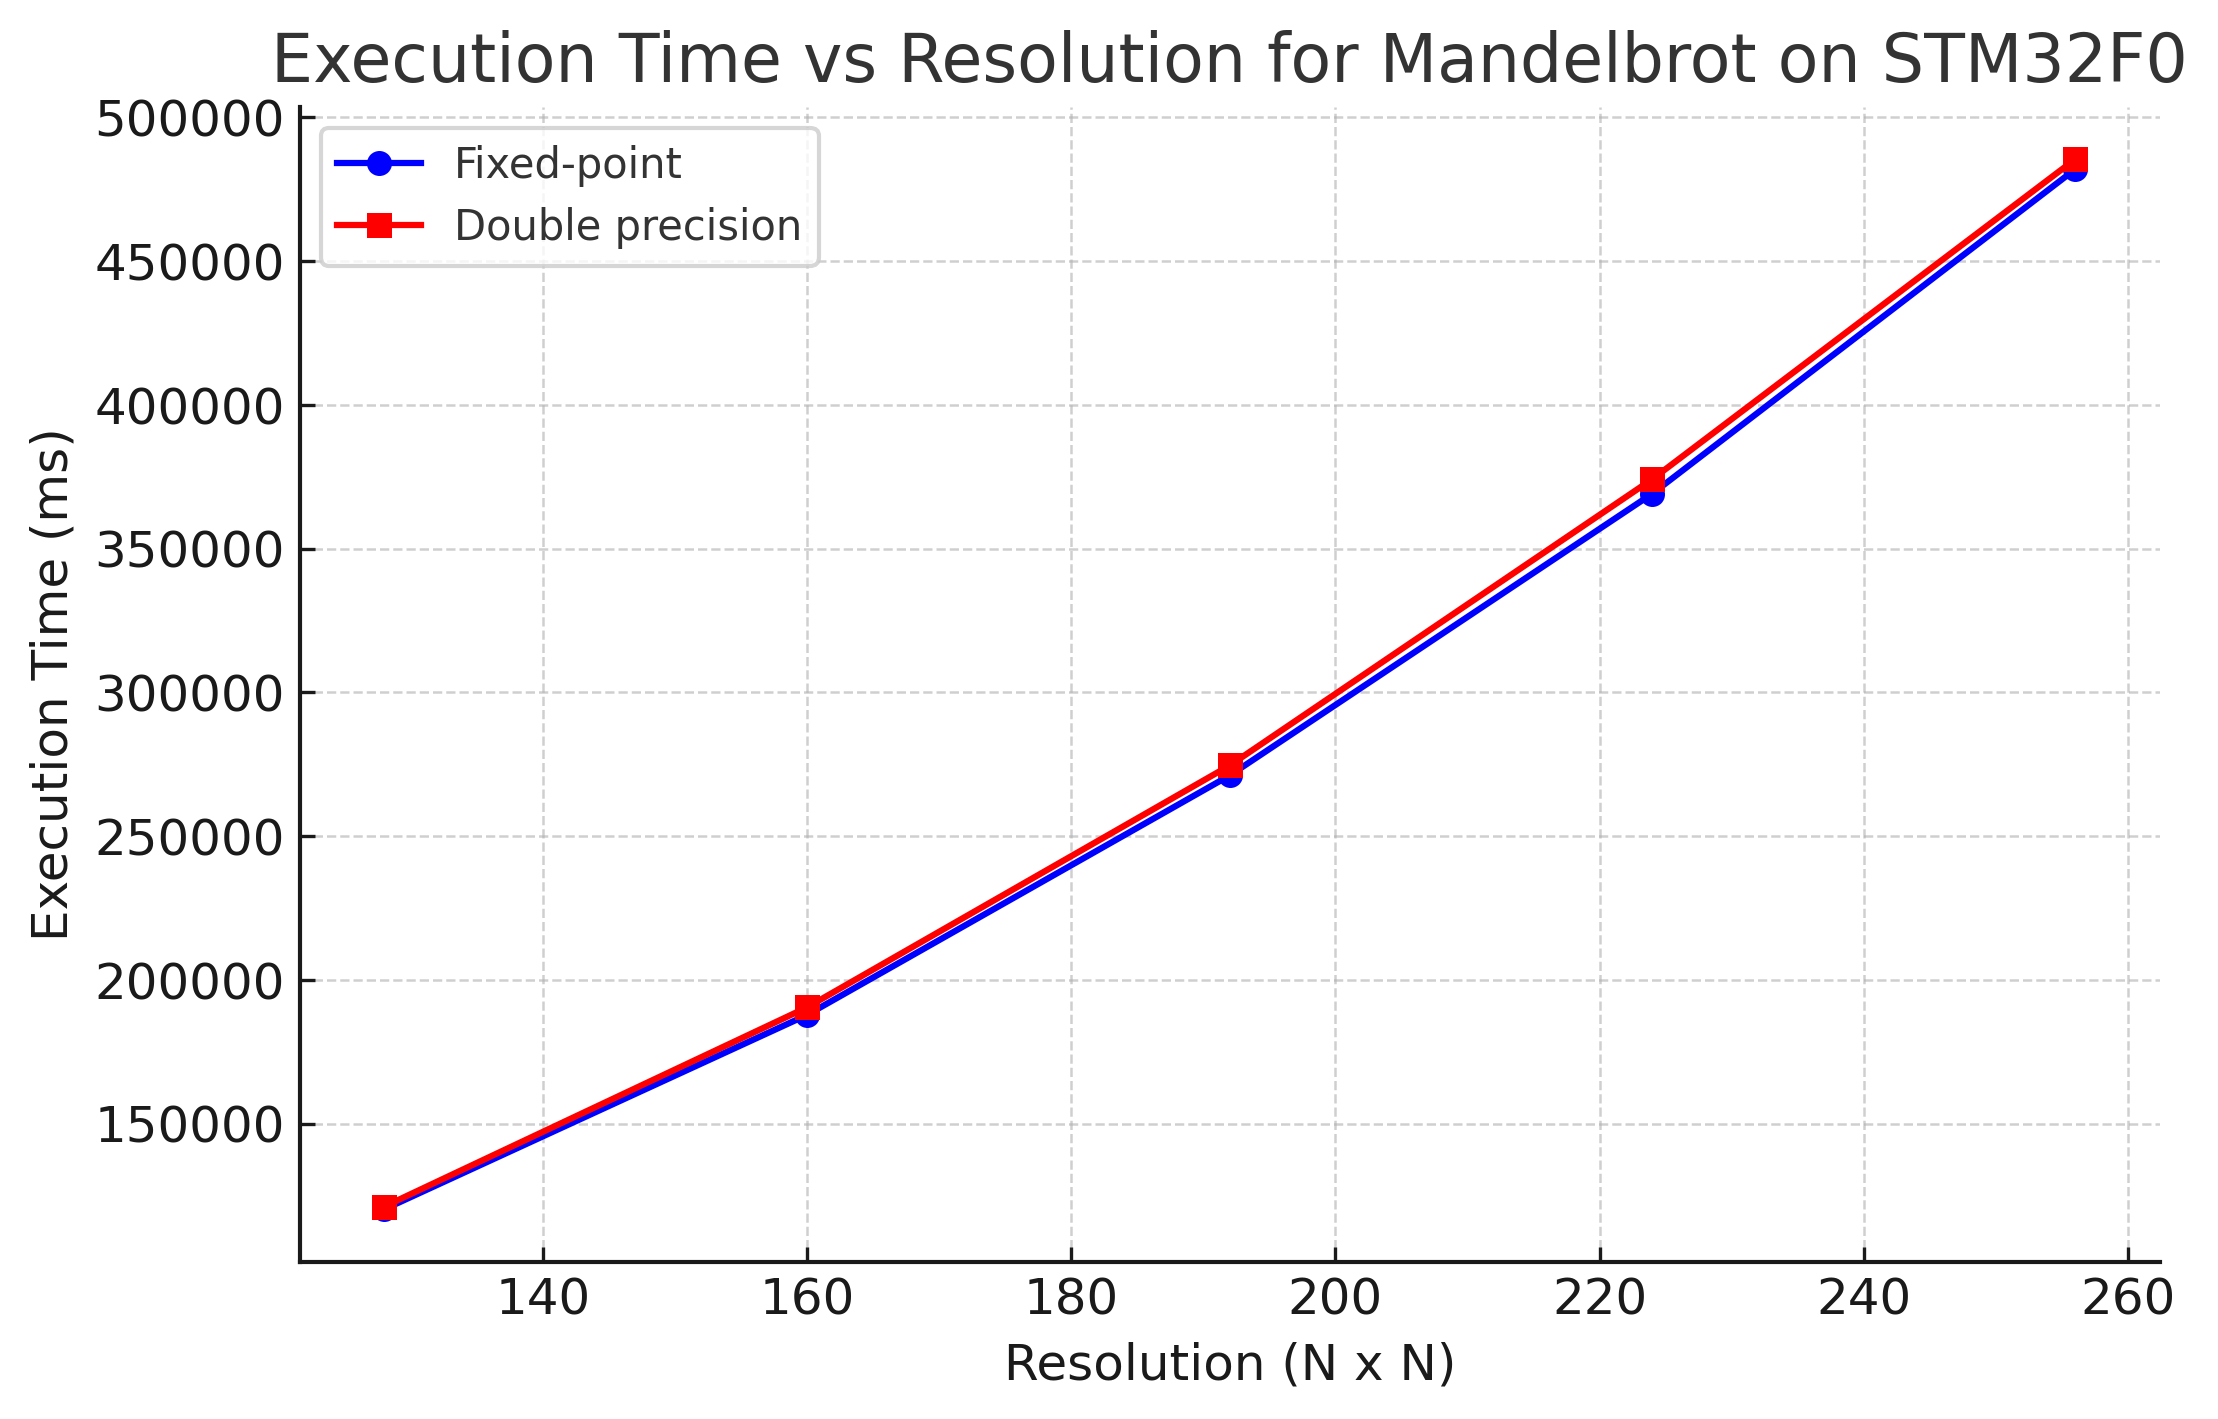 Execution Time vs Resolution for Mandelbrot on STM32F0
Fixed-point
Double precision
Execution Time (ms)
500000
450000
400000
350000
300000
250000
200000
150000
140 160 180 200 220 240 260
Resolution (N x N)